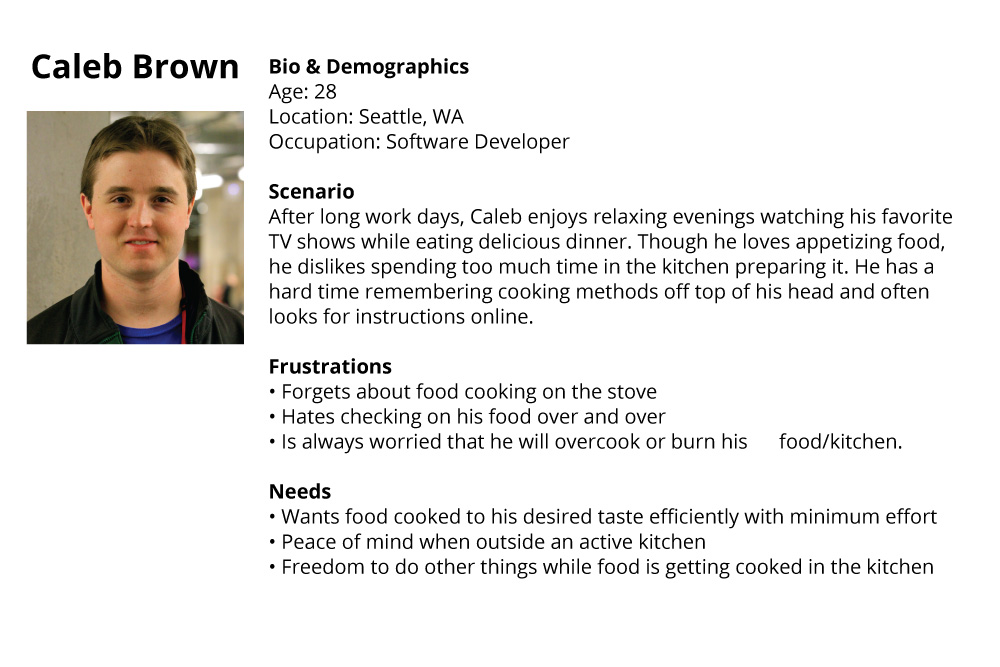 Caleb Brown
Bio & Demographics
Age: 28
Location: Seattle, WA
Occupation: Software Developer
Scenario
After long work days, Caleb enjoys relaxing evenings watching his favorite
TV shows while eating delicious dinner. Though he loves appetizing food,
he dislikes spending too much time in the kitchen preparing it. He has a
hard time remembering cooking methods off top of his head and often
looks for instructions online.
Frustrations
• Forgets about food cooking on the stove
• Hates checking on his food over and over
• Is always worried that he will overcook or burn his food/kitchen.
Needs
• Wants food cooked to his desired taste efficiently with minimum effort
• Peace of mind when outside an active kitchen
• Freedom to do other things while food is getting cooked in the kitchen